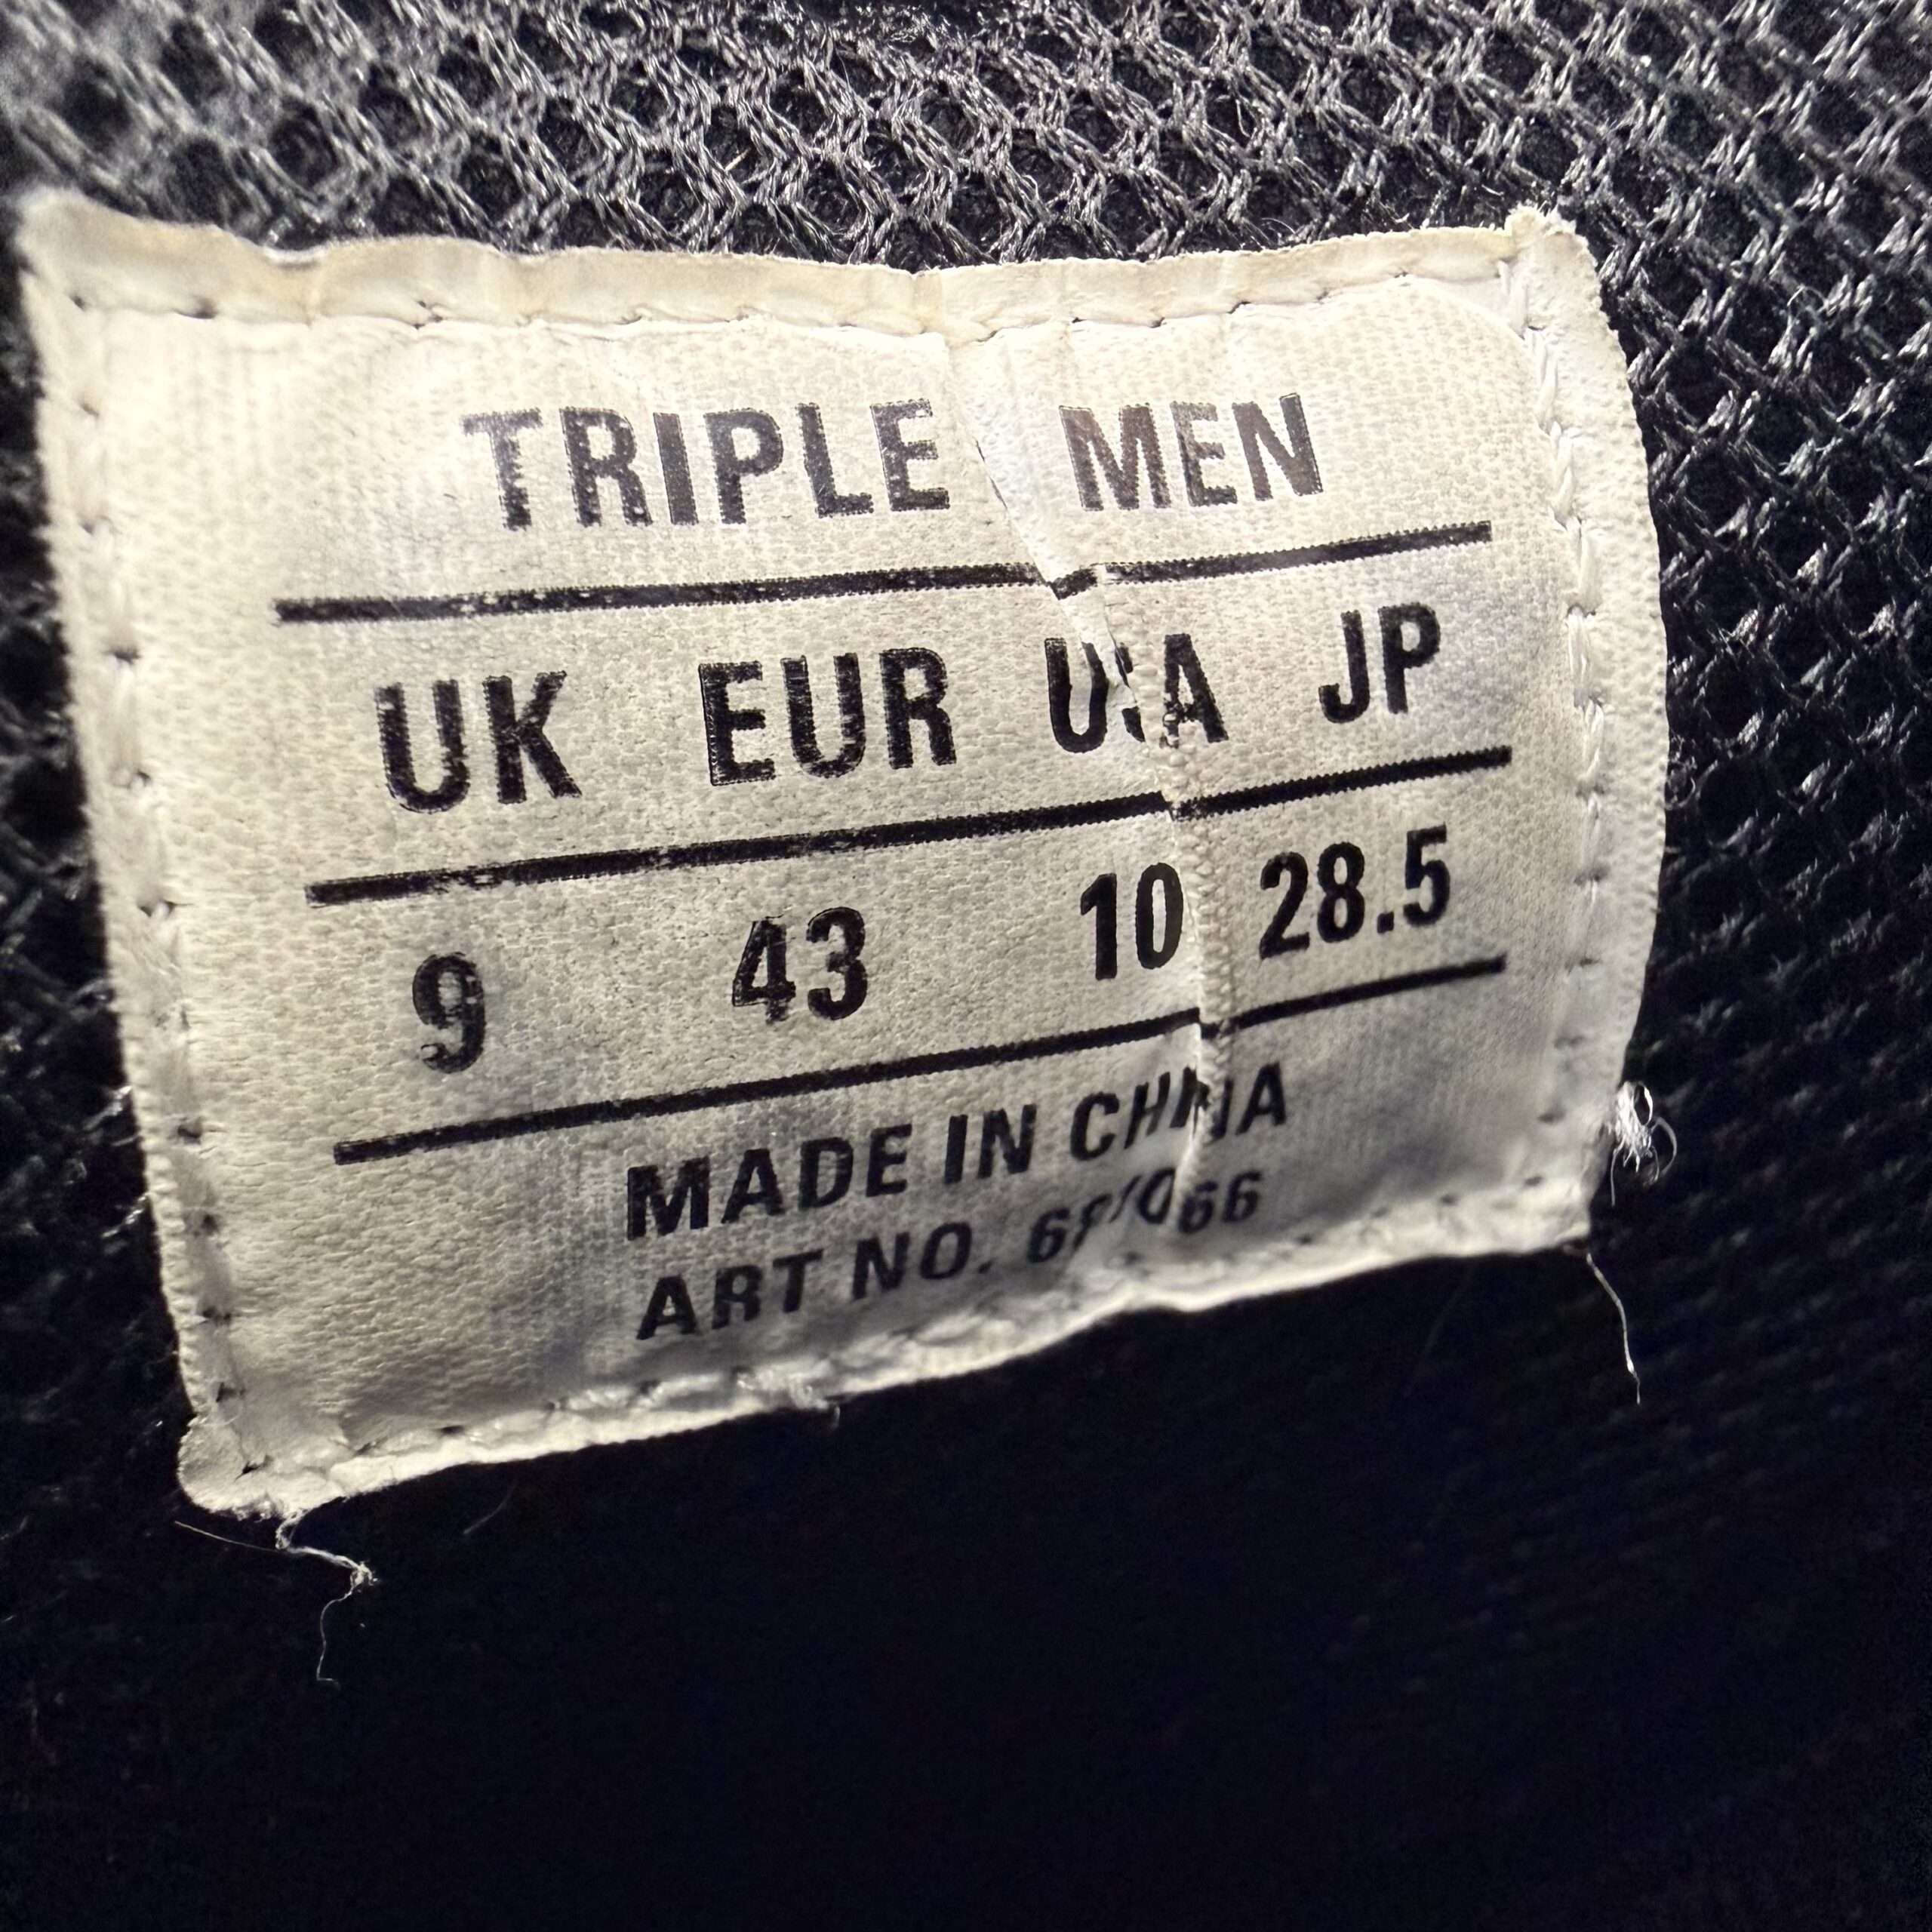 TRIPLE MEN
UK EUR USA JP
9 43 10 28.5
MADE IN CHINA
ART NO.